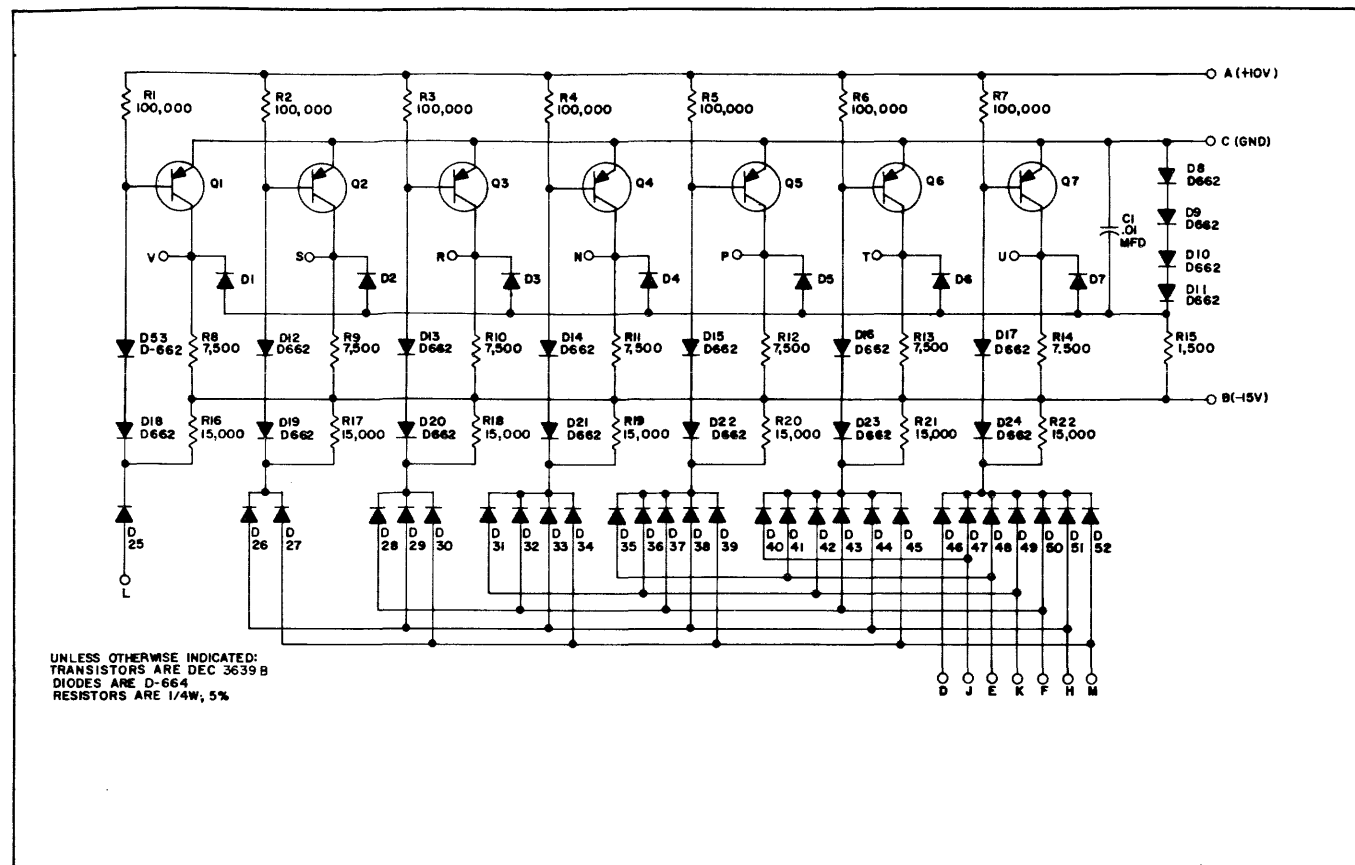 A (+10V)
R1 100,000
R2 100,000
R3 100,000
R4 100,000
R5 100,000
R6 100,000
R7 100,000
C (GND)
Q1
Q2
Q3
Q4
Q5
Q6
Q7
D8 D662
D9 D662
D10 D662
D11 D662
C1 .01 MFD
V
D1
S
D2
R
D3
N
D4
P
D5
T
D6
U
D7
D53 D-662
R8 7,500
D12 D662
R9 7,500
D13 D662
R10 7,500
D14 D662
R11 7,500
D15 D662
R12 7,500
D16 D662
R13 7,500
D17 D662
R14 7,500
R15 1,500
B(-15V)
D18 D662
R16 15,000
D19 D662
R17 15,000
D20 D662
R18 15,000
D21 D662
R19 15,000
D22 D662
R20 15,000
D23 D662
R21 15,000
D24 D662
R22 15,000
D 25
D 26
D 27
D 28
D 29
D 30
D 31
D 32
D 33
D 34
D 35
D 36
D 37
D 38
D 39
D 40
D 41
D 42
D 43
D 44
D 45
D 46
D 47
D 48
D 49
D 50
D 51
D 52
L
UNLESS OTHERWISE INDICATED:
TRANSISTORS ARE DEC 3639B
DIODES ARE D-664
RESISTORS ARE 1/4W; 5%
D J E K F H M